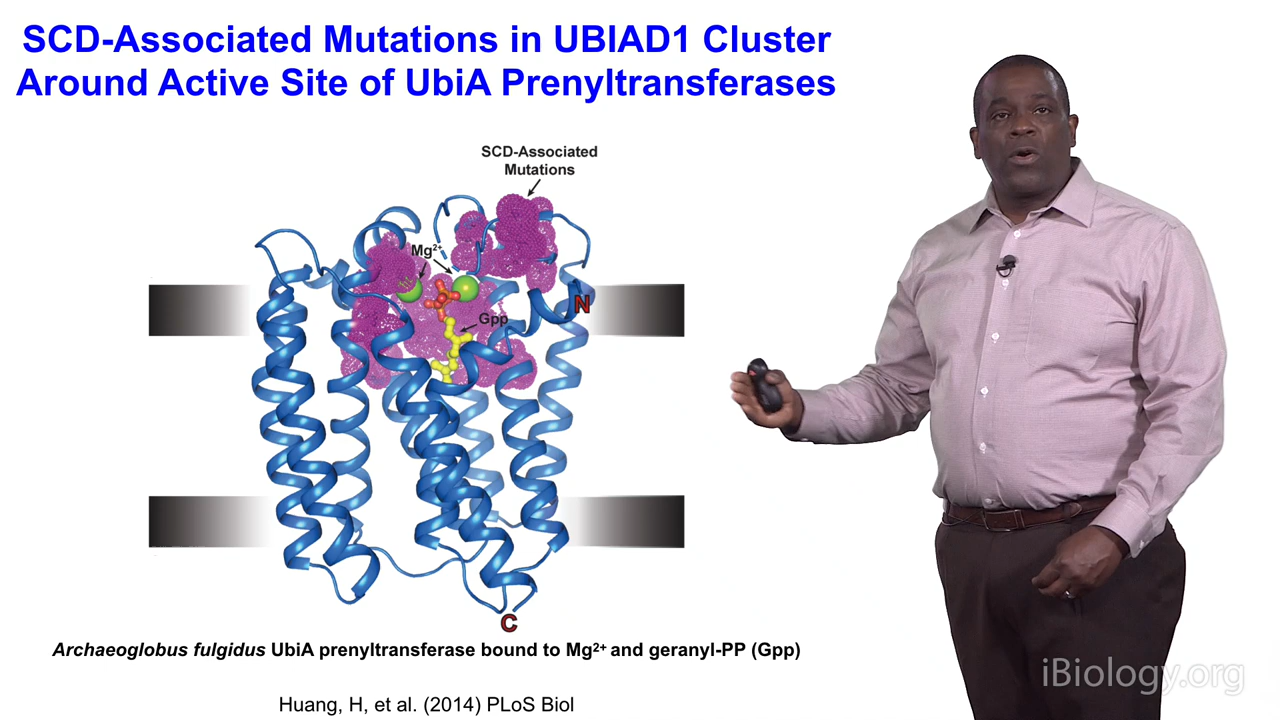 SCD-Associated Mutations in UBIAD1 Cluster
Around Active Site of UbiA Prenyltransferases
SCD-Associated
Mutations
Mg²⁺
Gpp
N
C
Archaeoglobus fulgidus UbiA prenyltransferase bound to Mg²⁺ and geranyl-PP (Gpp)
Huang, H, et al. (2014) PLoS Biol
iBiology.org